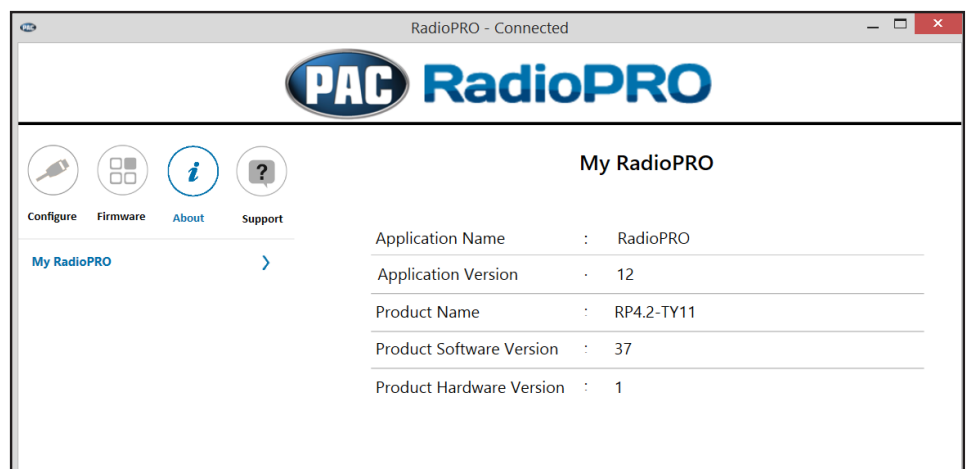 PAC
RadioPRO - Connected
PAC RadioPRO
Configure Firmware About Support
My RadioPRO
My RadioPRO
Application Name : RadioPRO
Application Version · 12
Product Name : RP4.2-TY11
Product Software Version : 37
Product Hardware Version : 1